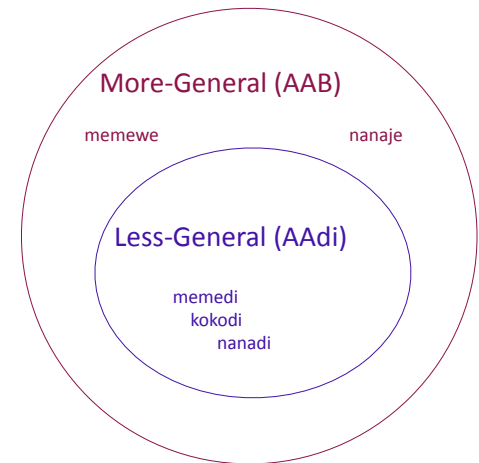 More-General (AAB)
memewe nanaje
Less-General (AAdi)
memedi
kokodi
nanadi